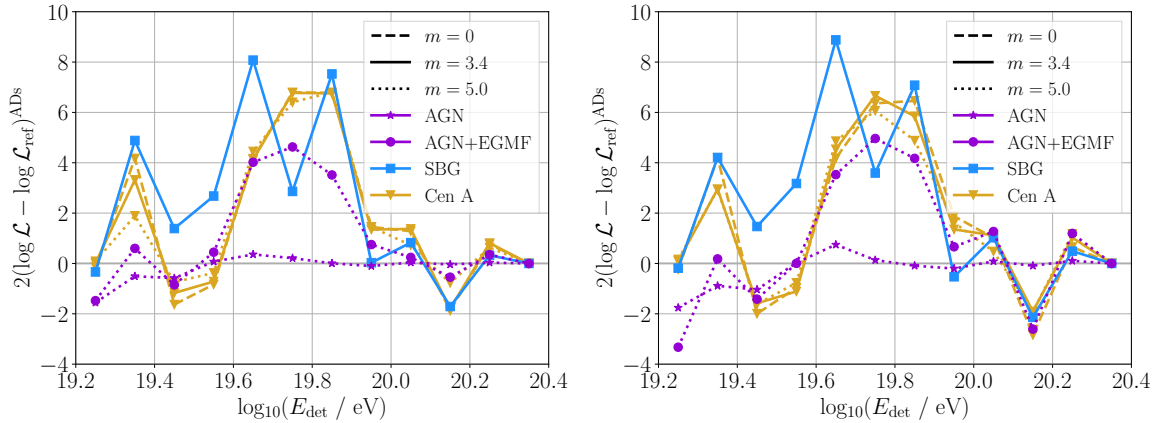 10
8
6
4
2
0
−2
−4
2(log ℒ − log ℒ_ref)^ADs
m = 0
m = 3.4
m = 5.0
AGN
AGN+EGMF
SBG
Cen A
19.2 19.4 19.6 19.8 20.0 20.2 20.4
log₁₀(E_det / eV)
10
8
6
4
2
0
−2
−4
2(log ℒ − log ℒ_ref)^ADs
m = 0
m = 3.4
m = 5.0
AGN
AGN+EGMF
SBG
Cen A
19.2 19.4 19.6 19.8 20.0 20.2 20.4
log₁₀(E_det / eV)